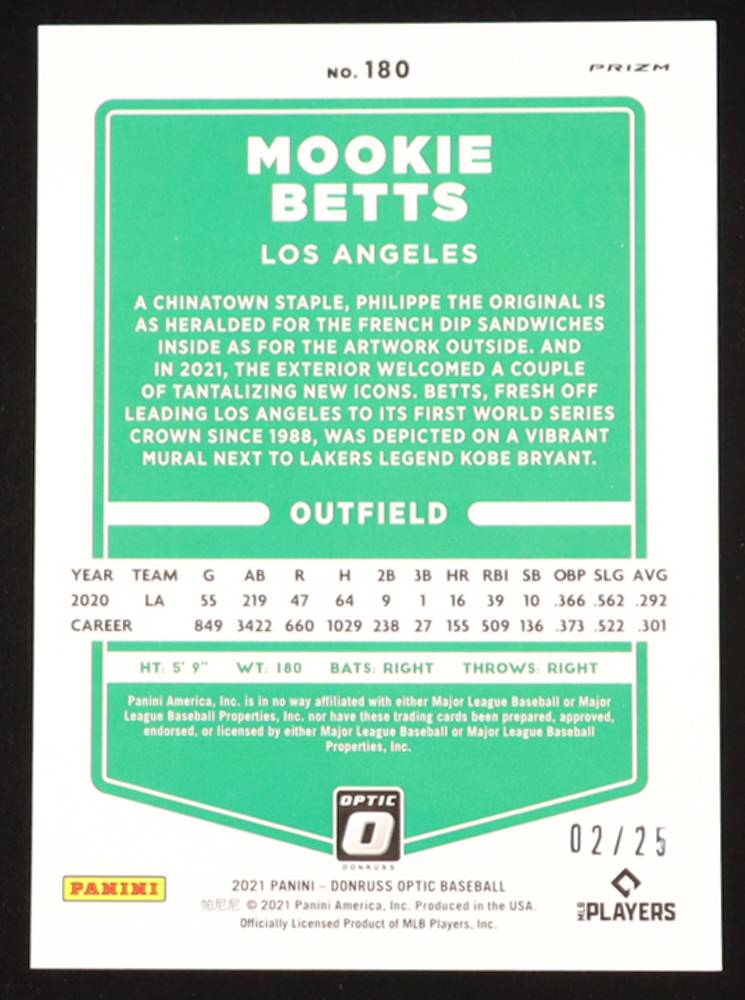 NO. 180
PRIZM
MOOKIE
BETTS
LOS ANGELES
A CHINATOWN STAPLE, PHILIPPE THE ORIGINAL IS
AS HERALDED FOR THE FRENCH DIP SANDWICHES
INSIDE AS FOR THE ARTWORK OUTSIDE. AND
IN 2021, THE EXTERIOR WELCOMED A COUPLE
OF TANTALIZING NEW ICONS. BETTS, FRESH OFF
LEADING LOS ANGELES TO ITS FIRST WORLD SERIES
CROWN SINCE 1988, WAS DEPICTED ON A VIBRANT
MURAL NEXT TO LAKERS LEGEND KOBE BRYANT.
OUTFIELD
YEAR TEAM G AB R H 2B 3B HR RBI SB OBP SLG AVG
2020 LA 55 219 47 64 9 1 16 39 10 .366 .562 .292
CAREER 849 3422 660 1029 238 27 155 509 136 .373 .522 .301
HT: 5' 9" WT: 180 BATS: RIGHT THROWS: RIGHT
Panini America, Inc. is in no way affiliated with either Major League Baseball or Major
League Baseball Properties, Inc. nor have these trading cards been prepared, approved,
endorsed, or licensed by either Major League Baseball or Major League Baseball
Properties, Inc.
OPTIC
O
DONRUSS
02/25
PANINI
2021 PANINI – DONRUSS OPTIC BASEBALL
帕尼尼 © 2021 Panini America, Inc. Produced in the USA.
Officially Licensed Product of MLB Players, Inc.
MLB PLAYERS